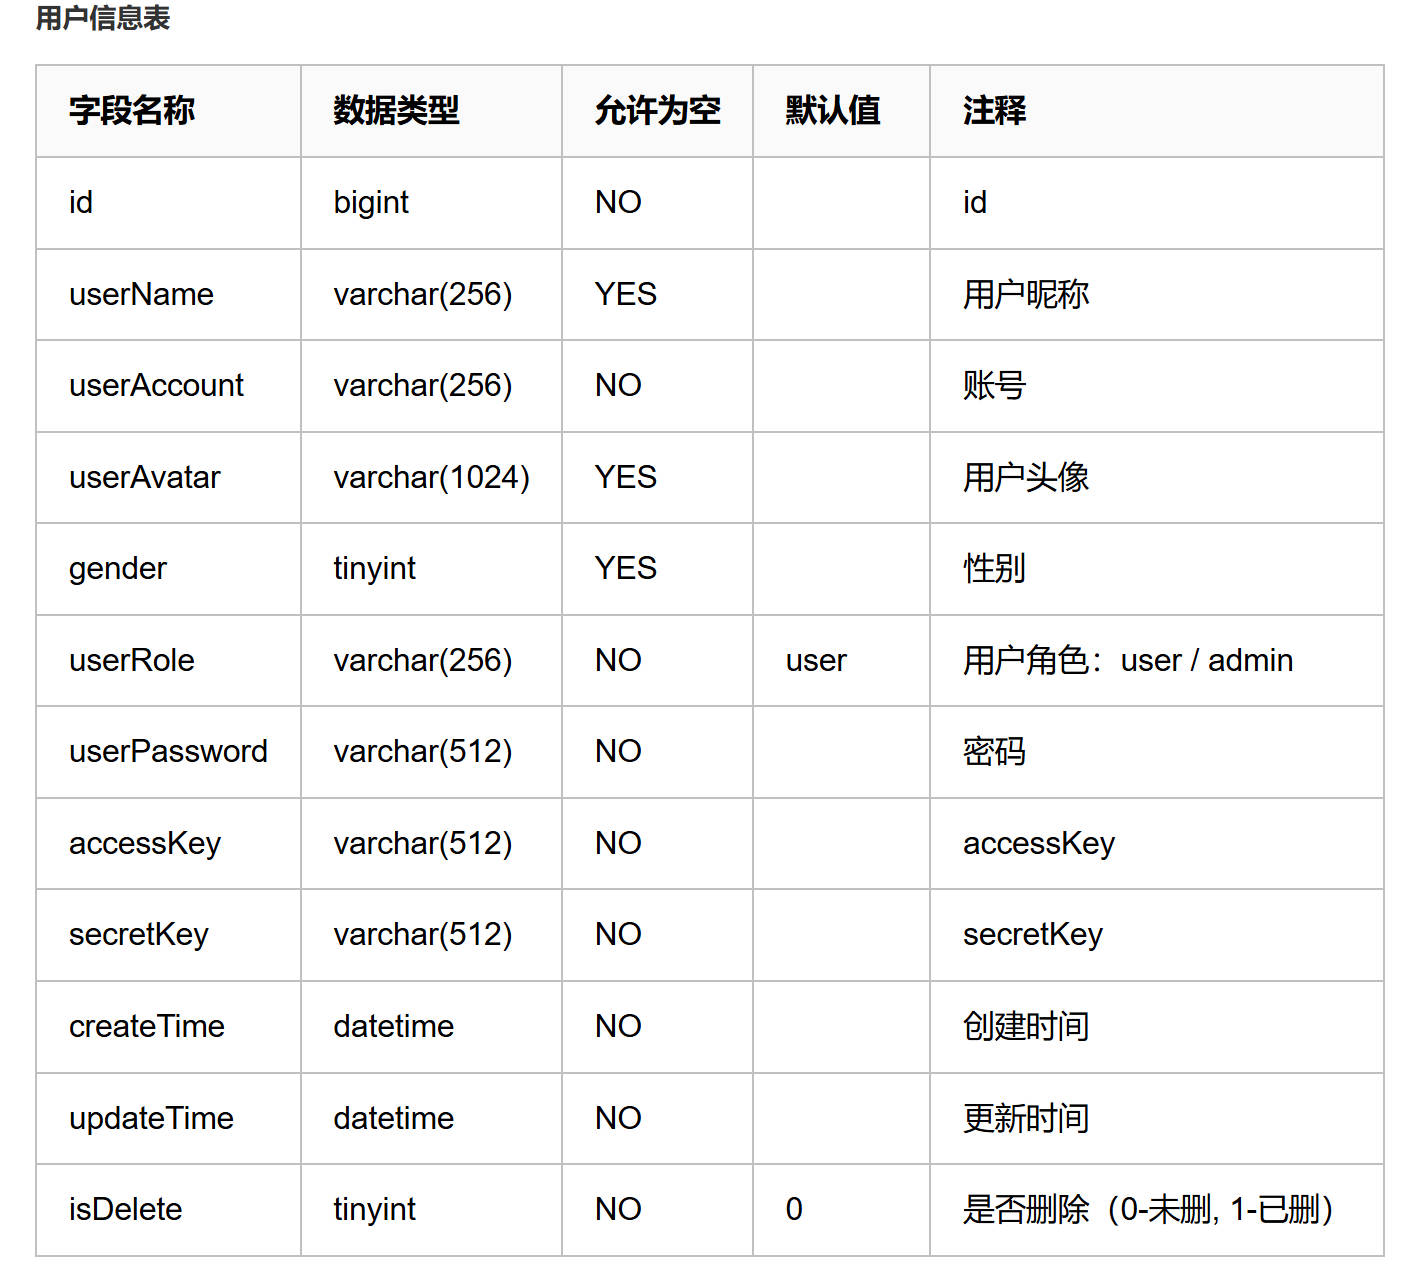 用户信息表
字段名称 数据类型 允许为空 默认值 注释
id bigint NO id
userName varchar(256) YES 用户昵称
userAccount varchar(256) NO 账号
userAvatar varchar(1024) YES 用户头像
gender tinyint YES 性别
userRole varchar(256) NO user 用户角色：user / admin
userPassword varchar(512) NO 密码
accessKey varchar(512) NO accessKey
secretKey varchar(512) NO secretKey
createTime datetime NO 创建时间
updateTime datetime NO 更新时间
isDelete tinyint NO 0 是否删除（0-未删, 1-已删）